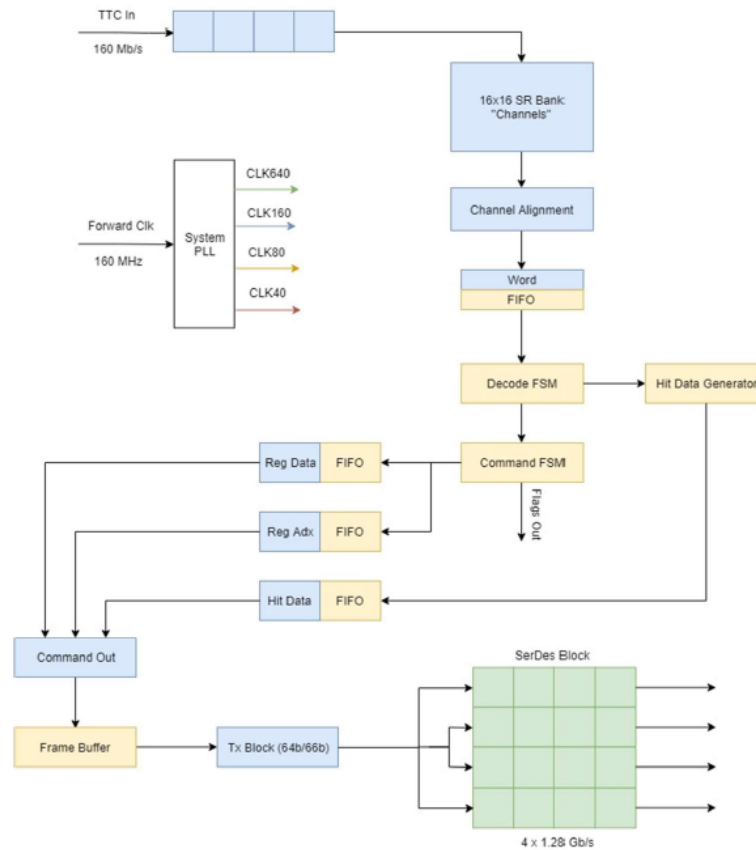 TTC In
160 Mb/s
16x16 SR Bank:
"Channels"
CLK640
CLK160
CLK80
CLK40
Forward Clk
160 MHz
System
PLL
Channel Alignment
Word
FIFO
Decode FSM
Hit Data Generator
Reg Data
FIFO
Command FSM
Flags Out
Reg Adx
FIFO
Hit Data
FIFO
Command Out
SerDes Block
Frame Buffer
Tx Block (64b/66b)
4 x 1.28 Gb/s